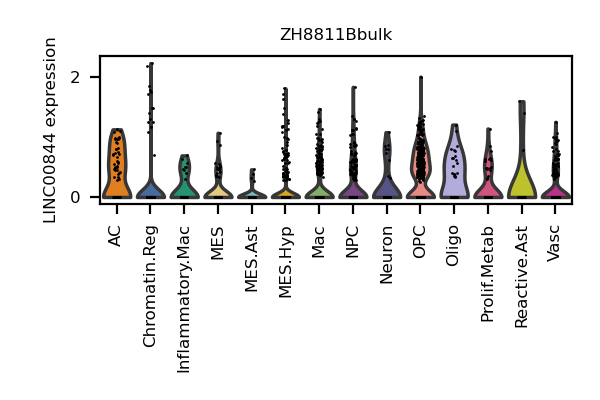 ZH8811Bbulk
LINC00844 expression
2
0
AC
Chromatin.Reg
Inflammatory.Mac
MES
MES.Ast
MES.Hyp
Mac
NPC
Neuron
OPC
Oligo
Prolif.Metab
Reactive.Ast
Vasc